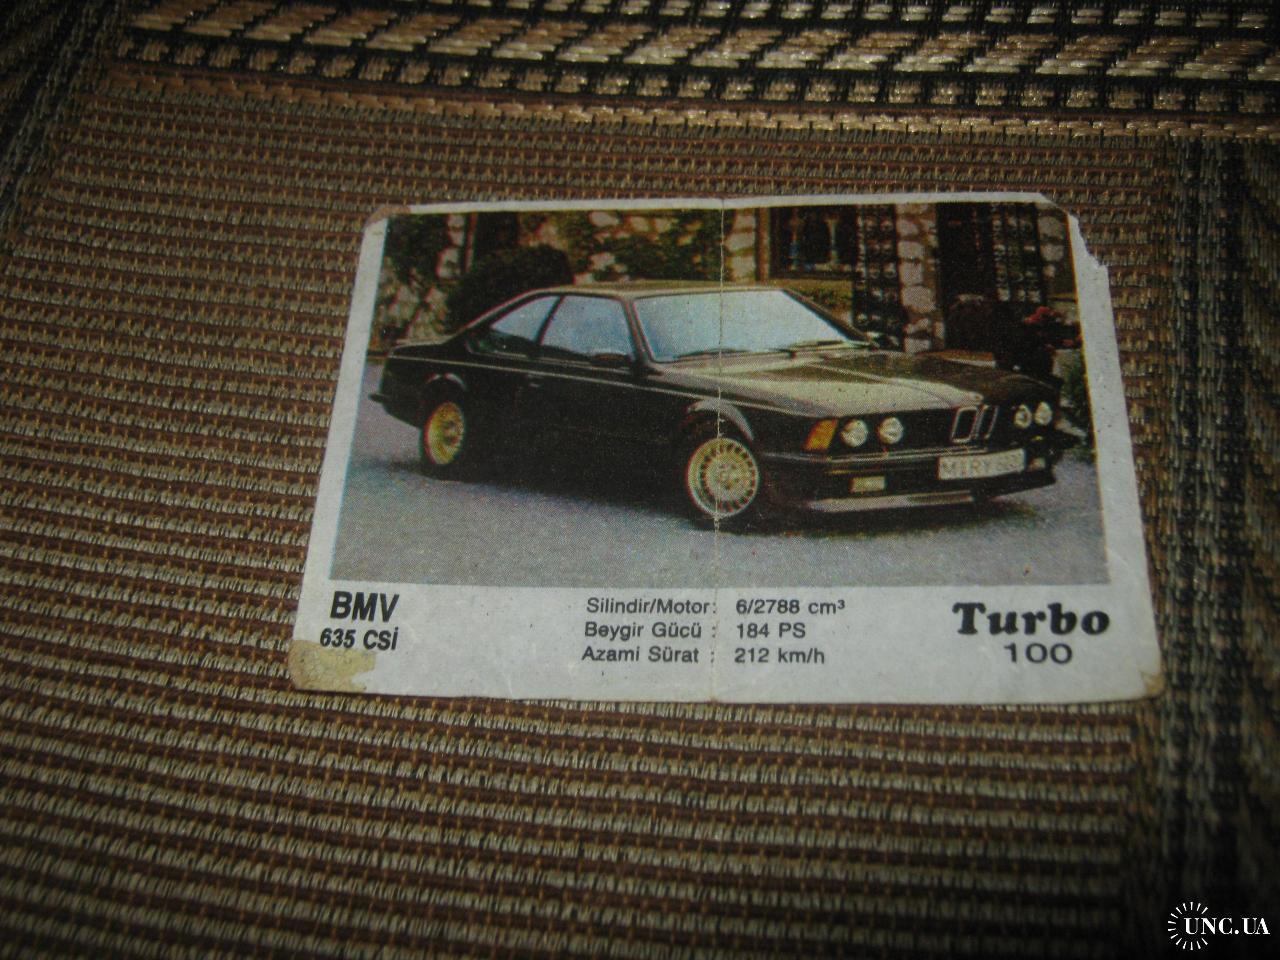 BMV
635 CSİ
Silindir/Motor: 6/2788 cm³
Beygir Gücü : 184 PS
Azami Sürat : 212 km/h
Turbo
100
UNC.UA